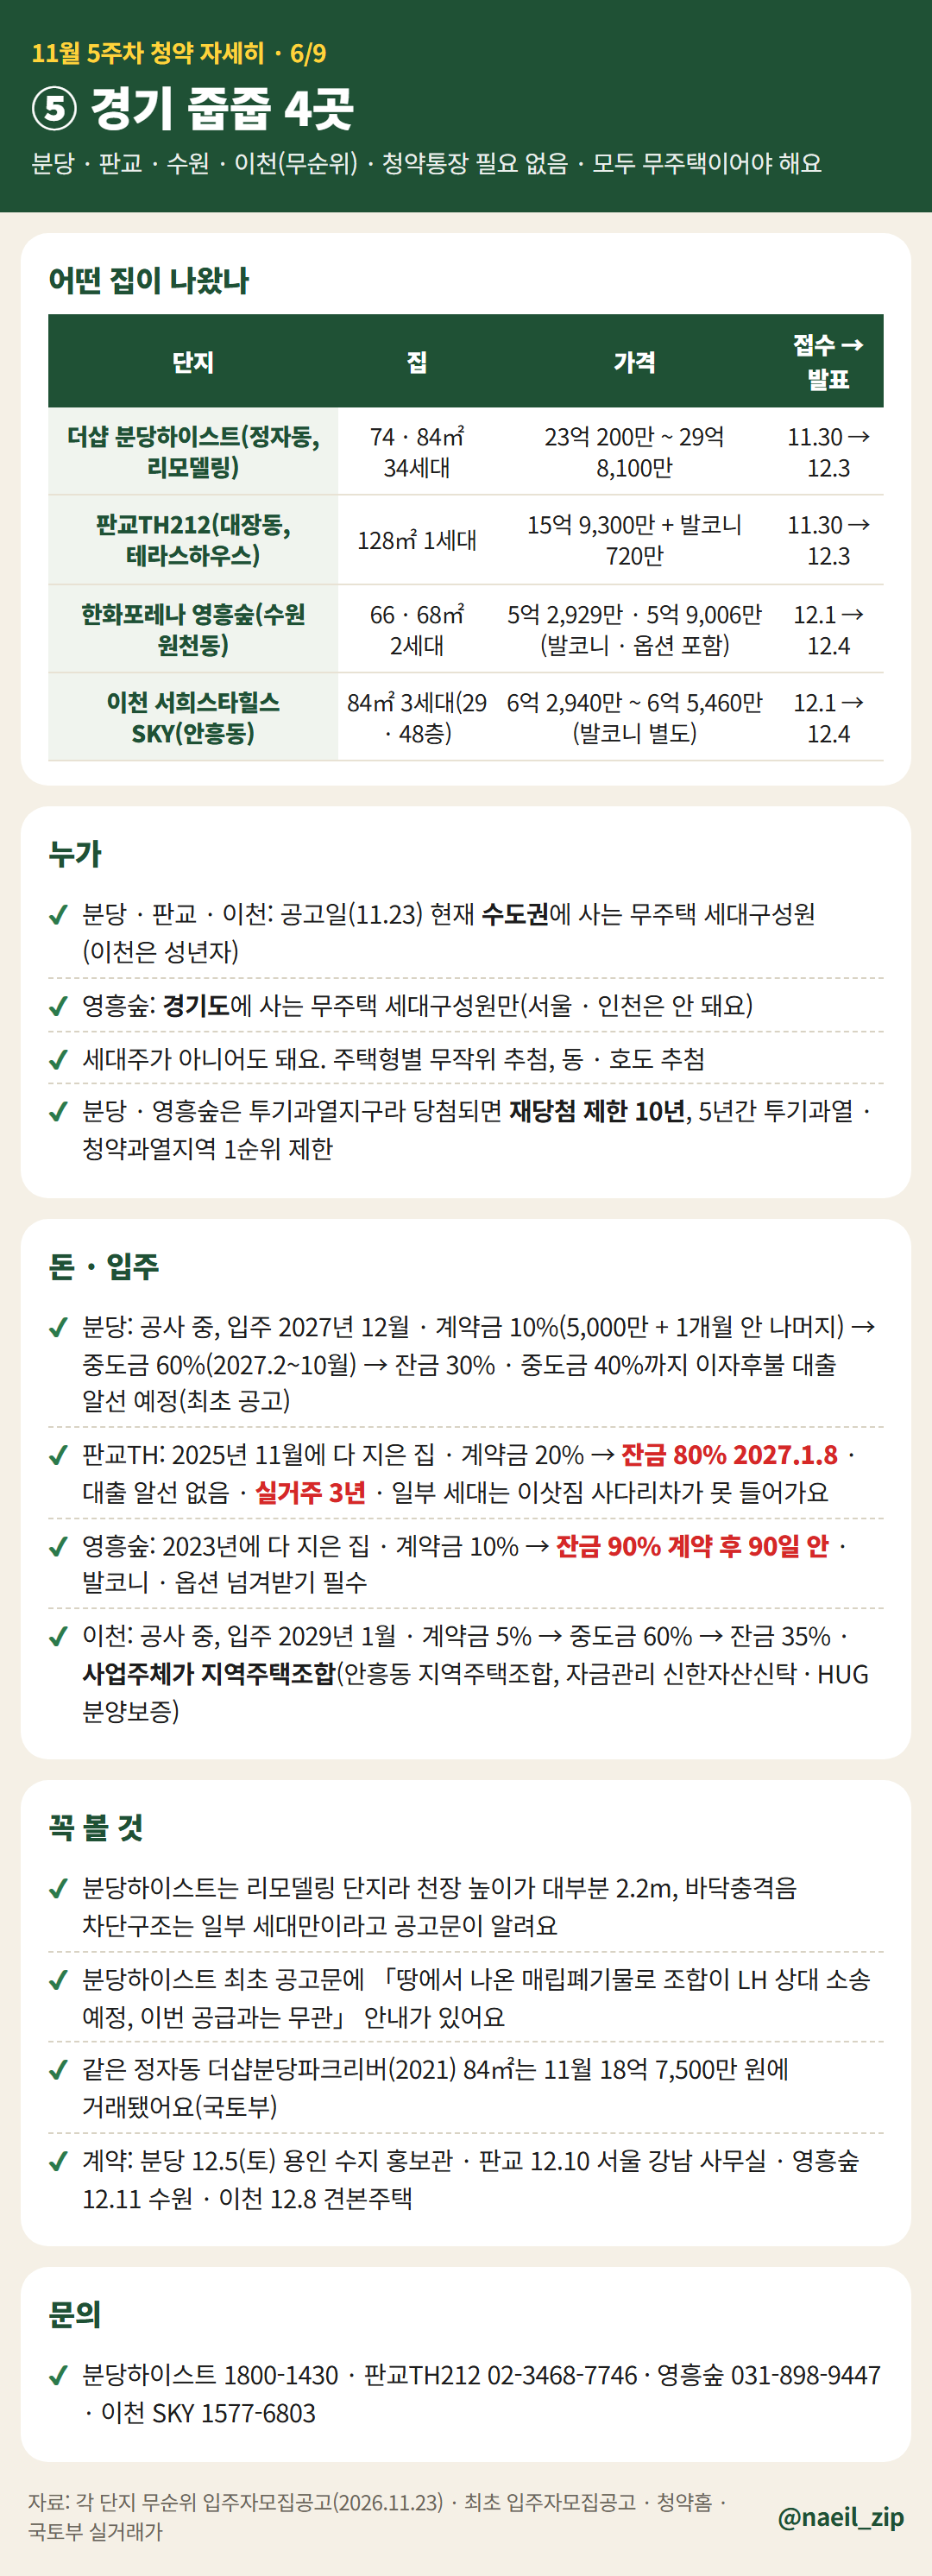 11월 5주차 청약 자세히 · 6/9
⑤ 경기 줍줍 4곳
분당 · 판교 · 수원 · 이천(무순위) · 청약통장 필요 없음 · 모두 무주택이어야 해요
어떤 집이 나왔나
단지 집 가격 접수 →
발표
더샵 분당하이스트(정자동,
리모델링)
74 · 84㎡
34세대
23억 200만 ~ 29억
8,100만
11.30 →
12.3
판교TH212(대장동,
테라스하우스)
128㎡ 1세대
15억 9,300만 + 발코니
720만
11.30 →
12.3
한화포레나 영흥숲(수원
원천동)
66 · 68㎡
2세대
5억 2,929만 · 5억 9,006만
(발코니 · 옵션 포함)
12.1 →
12.4
이천 서희스타힐스
SKY(안흥동)
84㎡ 3세대(29
· 48층)
6억 2,940만 ~ 6억 5,460만
(발코니 별도)
12.1 →
12.4
누가
✔ 분당 · 판교 · 이천: 공고일(11.23) 현재 수도권에 사는 무주택 세대구성원
(이천은 성년자)
✔ 영흥숲: 경기도에 사는 무주택 세대구성원만(서울 · 인천은 안 돼요)
✔ 세대주가 아니어도 돼요. 주택형별 무작위 추첨, 동 · 호도 추첨
✔ 분당 · 영흥숲은 투기과열지구라 당첨되면 재당첨 제한 10년, 5년간 투기과열 ·
청약과열지역 1순위 제한
돈 · 입주
✔ 분당: 공사 중, 입주 2027년 12월 · 계약금 10%(5,000만 + 1개월 안 나머지) →
중도금 60%(2027.2~10월) → 잔금 30% · 중도금 40%까지 이자후불 대출
알선 예정(최초 공고)
✔ 판교TH: 2025년 11월에 다 지은 집 · 계약금 20% → 잔금 80% 2027.1.8 ·
대출 알선 없음 · 실거주 3년 · 일부 세대는 이삿짐 사다리차가 못 들어가요
✔ 영흥숲: 2023년에 다 지은 집 · 계약금 10% → 잔금 90% 계약 후 90일 안 ·
발코니 · 옵션 넘겨받기 필수
✔ 이천: 공사 중, 입주 2029년 1월 · 계약금 5% → 중도금 60% → 잔금 35% ·
사업주체가 지역주택조합(안흥동 지역주택조합, 자금관리 신한자산신탁 · HUG
분양보증)
꼭 볼 것
✔ 분당하이스트는 리모델링 단지라 천장 높이가 대부분 2.2m, 바닥충격음
차단구조는 일부 세대만이라고 공고문이 알려요
✔ 분당하이스트 최초 공고문에 「땅에서 나온 매립폐기물로 조합이 LH 상대 소송
예정, 이번 공급과는 무관」 안내가 있어요
✔ 같은 정자동 더샵분당파크리버(2021) 84㎡는 11월 18억 7,500만 원에
거래됐어요(국토부)
✔ 계약: 분당 12.5(토) 용인 수지 홍보관 · 판교 12.10 서울 강남 사무실 · 영흥숲
12.11 수원 · 이천 12.8 견본주택
문의
✔ 분당하이스트 1800-1430 · 판교TH212 02-3468-7746 · 영흥숲 031-898-9447
· 이천 SKY 1577-6803
자료: 각 단지 무순위 입주자모집공고(2026.11.23) · 최초 입주자모집공고 · 청약홈 ·
국토부 실거래가
@naeil_zip